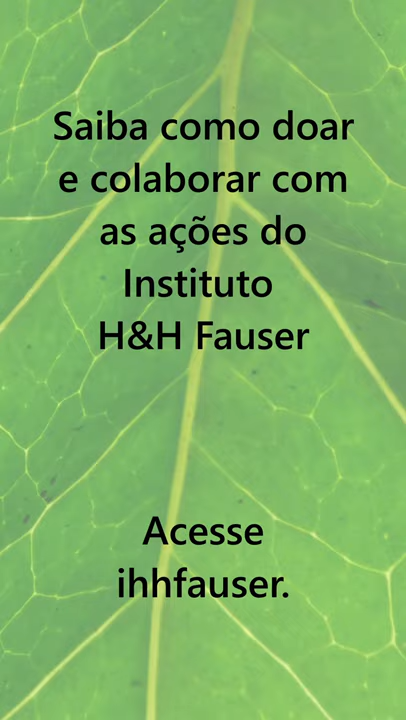 Saiba como doar
e colaborar com
as ações do
Instituto
H&H Fauser
Acesse
ihhfauser.